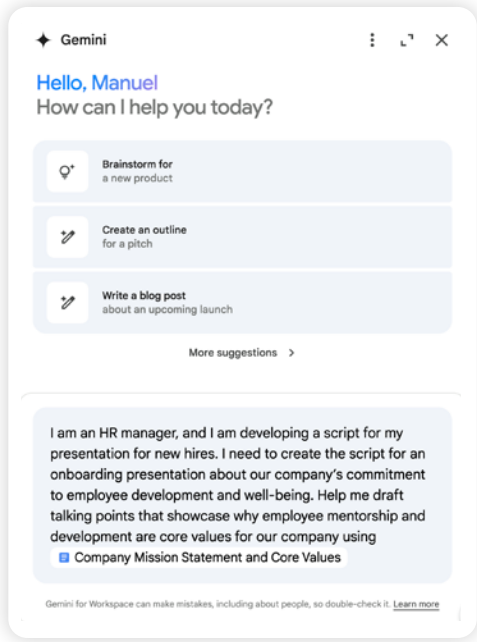 Gemini
Hello, Manuel
How can I help you today?
Brainstorm for
a new product
Create an outline
for a pitch
Write a blog post
about an upcoming launch
More suggestions
I am an HR manager, and I am developing a script for my
presentation for new hires. I need to create the script for an
onboarding presentation about our company's commitment
to employee development and well-being. Help me draft
talking points that showcase why employee mentorship and
development are core values for our company using
Company Mission Statement and Core Values
Gemini for Workspace can make mistakes, including about people, so double-check it. Learn more